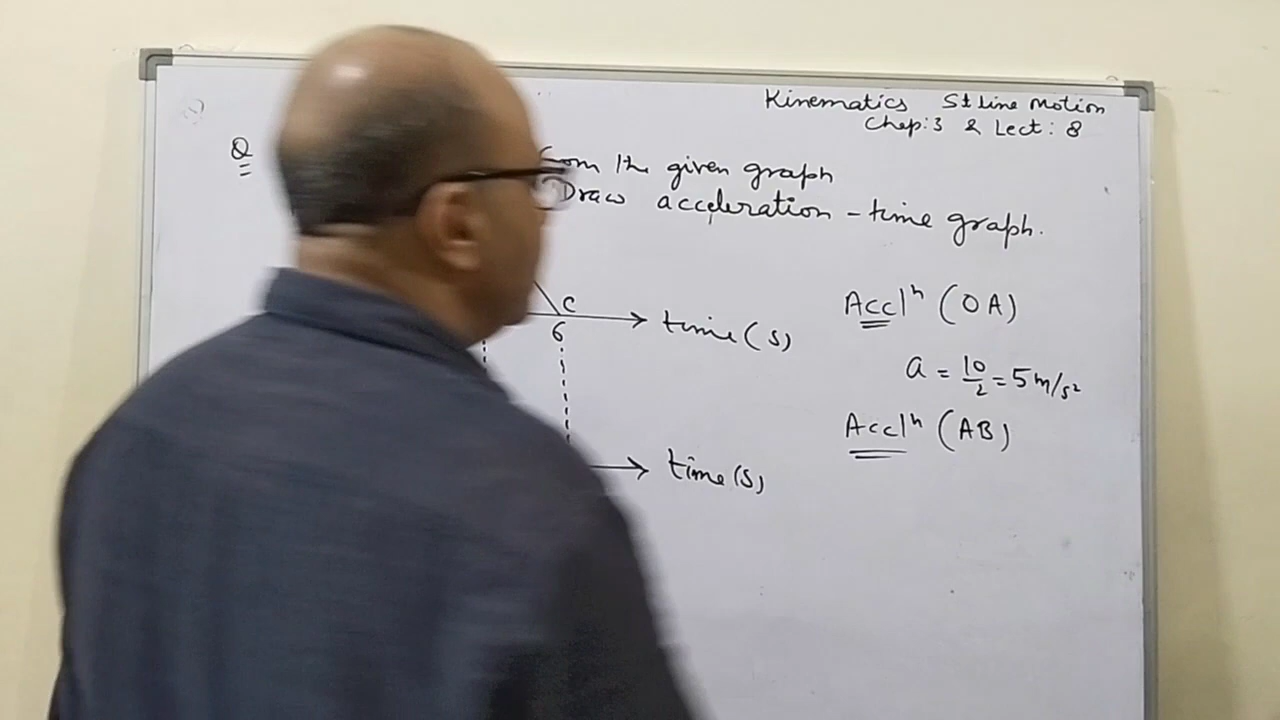 Kinematics St Line Motion
Chap: 3 & Lect: 8
Q
from the given graph
Draw acceleration - time graph.
C
6
time (s)
Accln (OA)
a = 10/2 = 5 m/s²
Accln (AB)
time (s)